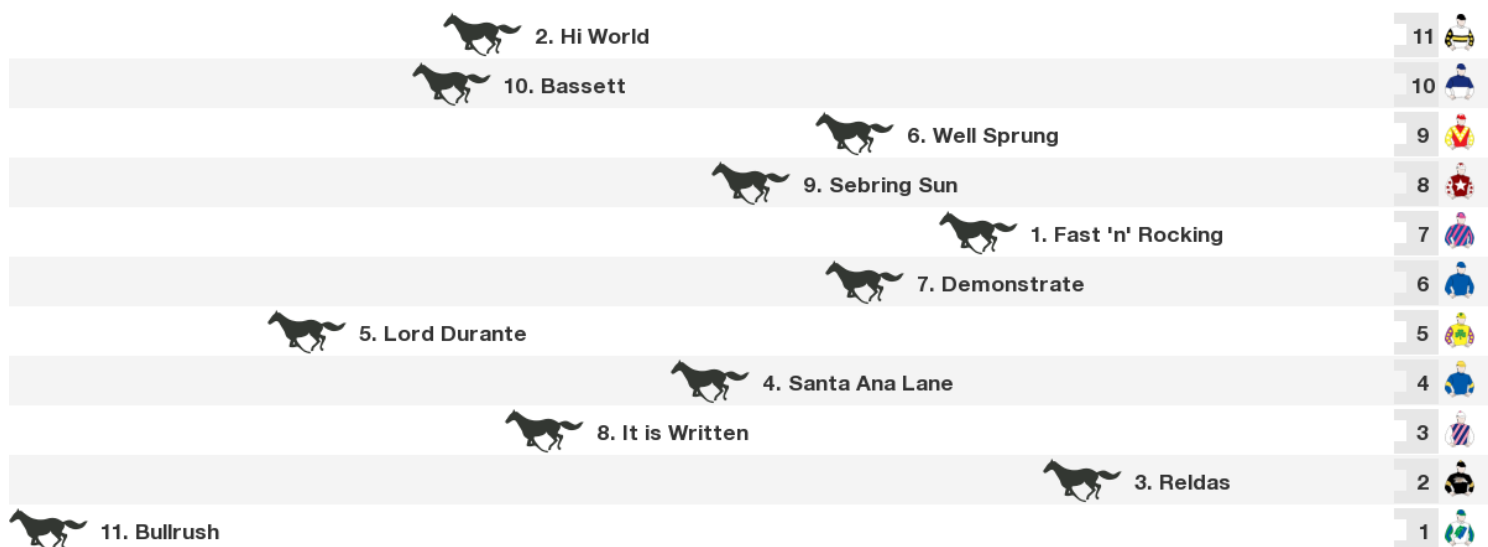 2. Hi World 11
10. Bassett 10
6. Well Sprung 9
9. Sebring Sun 8
1. Fast 'n' Rocking 7
7. Demonstrate 6
5. Lord Durante 5
4. Santa Ana Lane 4
8. It is Written 3
3. Reldas 2
11. Bullrush 1